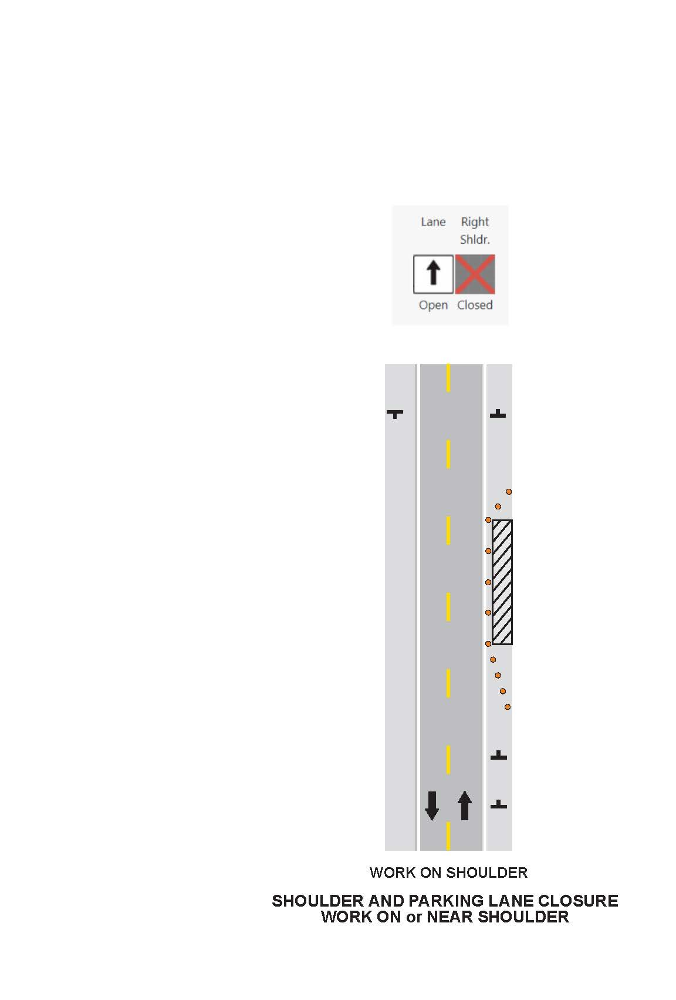 Lane Right
Shldr.
Open Closed
WORK ON SHOULDER
SHOULDER AND PARKING LANE CLOSURE
WORK ON or NEAR SHOULDER